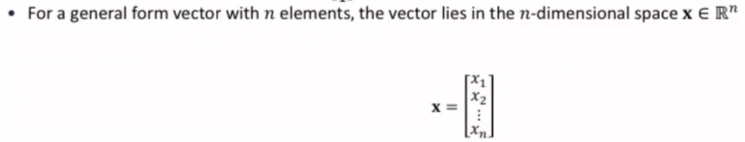 • For a general form vector with n elements, the vector lies in the n-dimensional space x ∈ ℝⁿ
x = [x₁
x₂
⋮
xₙ]